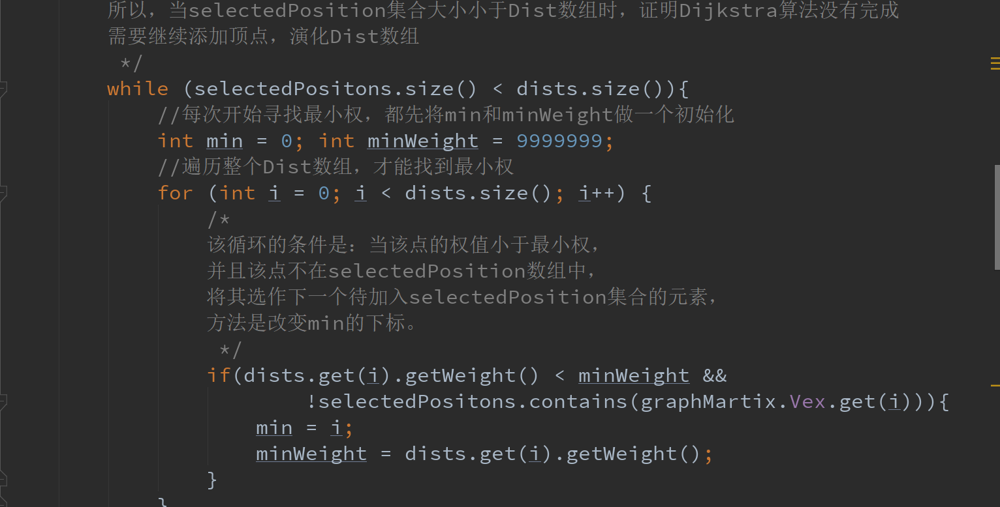 所以，当selectedPosition集合大小小于Dist数组时，证明Dijkstra算法没有完成
需要继续添加顶点，演化Dist数组
*/
while (selectedPositons.size() < dists.size()){
//每次开始寻找最小权，都先将min和minWeight做一个初始化
int min = 0; int minWeight = 9999999;
//遍历整个Dist数组，才能找到最小权
for (int i = 0; i < dists.size(); i++) {
/*
该循环的条件是：当该点的权值小于最小权，
并且该点不在selectedPosition数组中，
将其选作下一个待加入selectedPosition集合的元素，
方法是改变min的下标。
*/
if(dists.get(i).getWeight() < minWeight &&
!selectedPositons.contains(graphMartix.Vex.get(i))){
min = i;
minWeight = dists.get(i).getWeight();
}
}